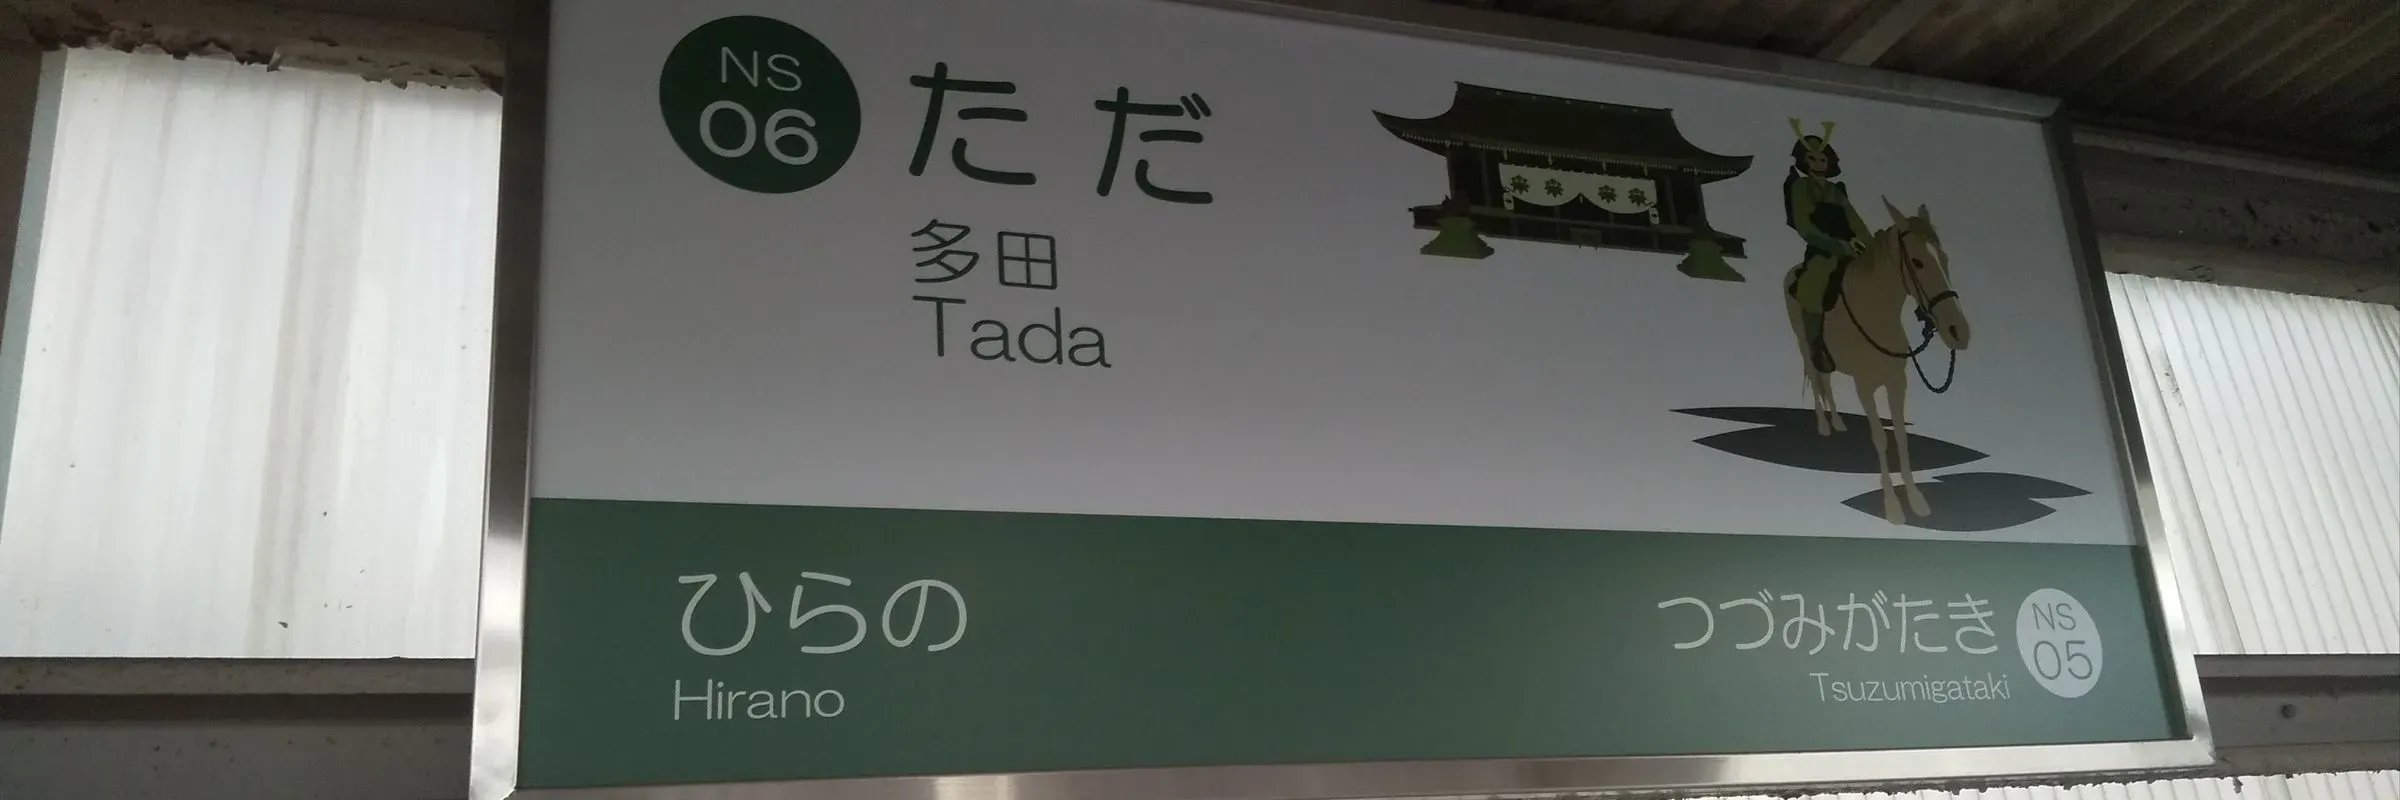 NS
06
ただ
多田
Tada
ひらの
Hirano
つづみがたき
Tsuzumigataki
NS
05